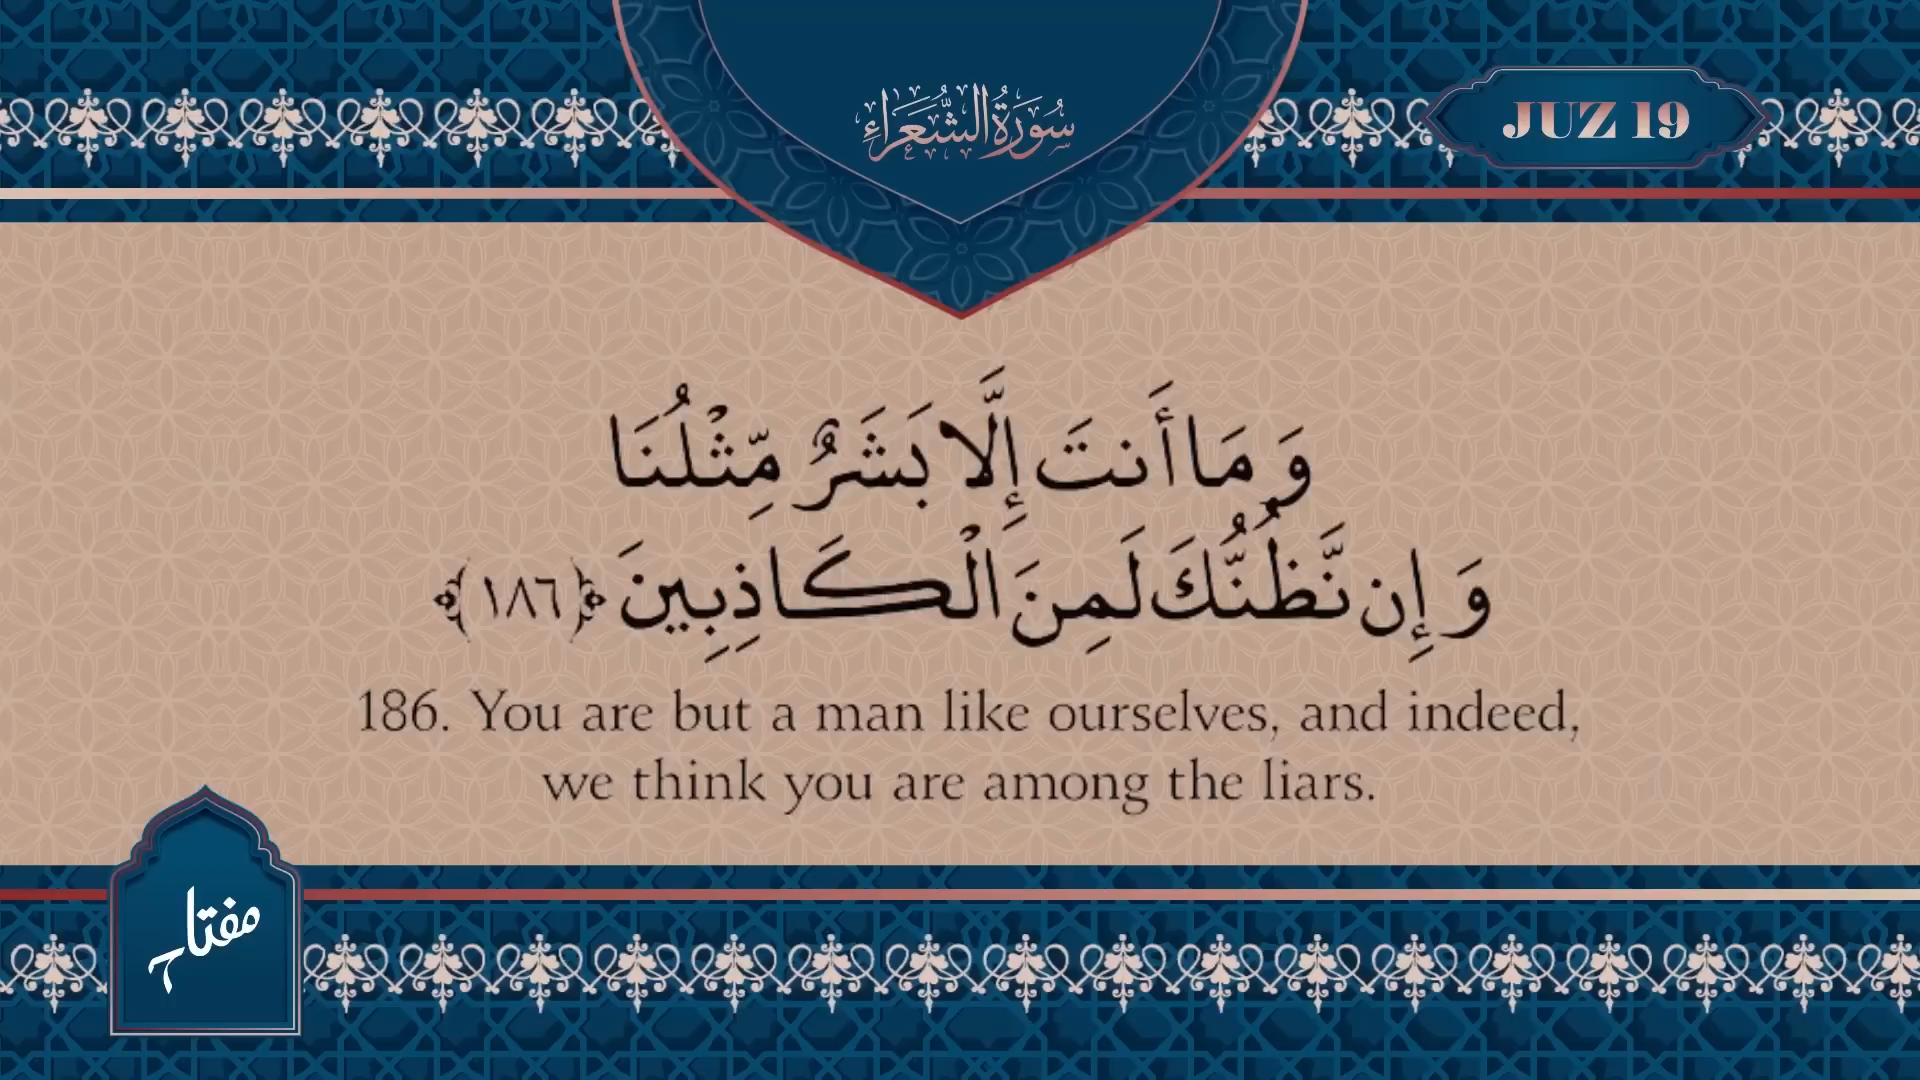 سُورَةُ الشُّعَرَاءِ
JUZ 19
وَمَا أَنتَ إِلَّا بَشَرٌ مِّثْلُنَا
وَإِن نَّظُنُّكَ لَمِنَ الْكَاذِبِينَ ﴿١٨٦﴾
186. You are but a man like ourselves, and indeed,
we think you are among the liars.
مفتاح